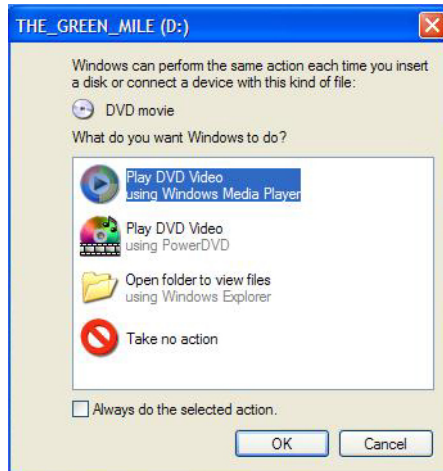 THE_GREEN_MILE (D:)
Windows can perform the same action each time you insert
a disk or connect a device with this kind of file:
DVD movie
What do you want Windows to do?
Play DVD Video
using Windows Media Player
Play DVD Video
using PowerDVD
Open folder to view files
using Windows Explorer
Take no action
Always do the selected action.
OK
Cancel